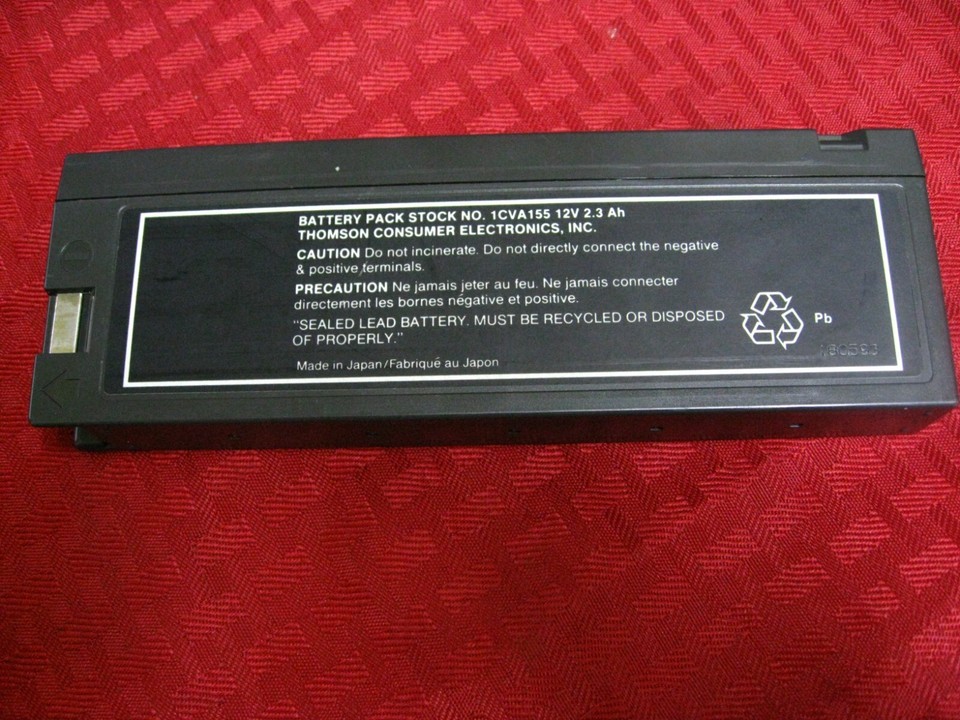 BATTERY PACK STOCK NO. 1CVA155 12V 2.3 Ah
THOMSON CONSUMER ELECTRONICS, INC.
CAUTION Do not incinerate. Do not directly connect the negative
& positive terminals.
PRECAUTION Ne jamais jeter au feu. Ne jamais connecter
directement les bornes négative et positive.
"SEALED LEAD BATTERY. MUST BE RECYCLED OR DISPOSED
OF PROPERLY."
Pb
Made in Japan/Fabriqué au Japon